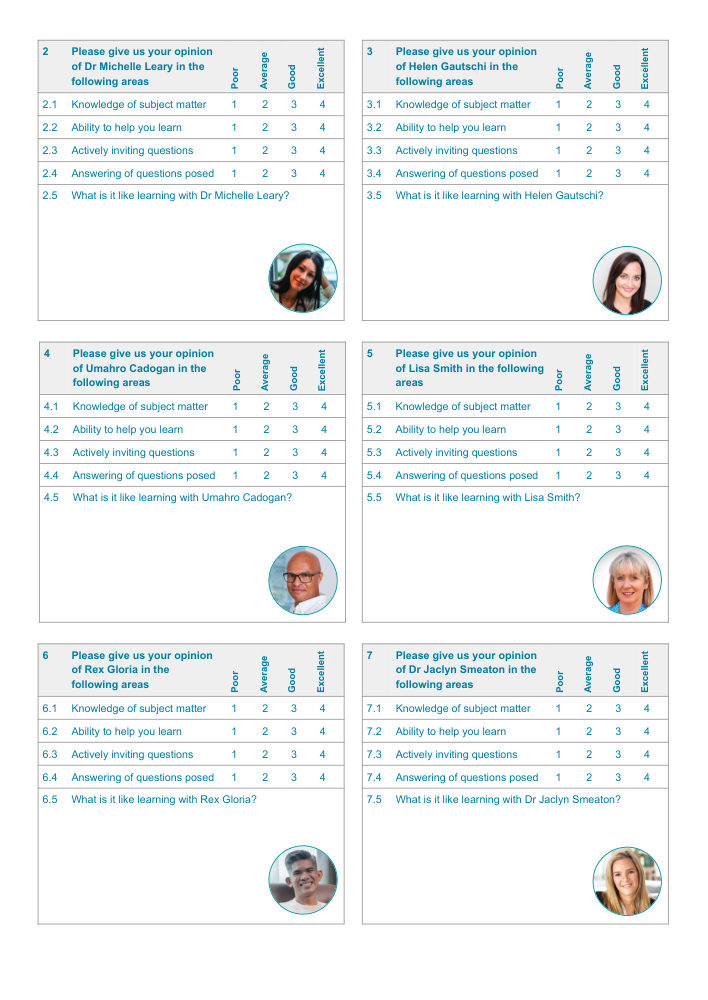 2 Please give us your opinion
of Dr Michelle Leary in the
following areas
Poor Average Good Excellent
2.1 Knowledge of subject matter 1 2 3 4
2.2 Ability to help you learn 1 2 3 4
2.3 Actively inviting questions 1 2 3 4
2.4 Answering of questions posed 1 2 3 4
2.5 What is it like learning with Dr Michelle Leary?
3 Please give us your opinion
of Helen Gautschi in the
following areas
Poor Average Good Excellent
3.1 Knowledge of subject matter 1 2 3 4
3.2 Ability to help you learn 1 2 3 4
3.3 Actively inviting questions 1 2 3 4
3.4 Answering of questions posed 1 2 3 4
3.5 What is it like learning with Helen Gautschi?
4 Please give us your opinion
of Umahro Cadogan in the
following areas
Poor Average Good Excellent
4.1 Knowledge of subject matter 1 2 3 4
4.2 Ability to help you learn 1 2 3 4
4.3 Actively inviting questions 1 2 3 4
4.4 Answering of questions posed 1 2 3 4
4.5 What is it like learning with Umahro Cadogan?
5 Please give us your opinion
of Lisa Smith in the following
areas
Poor Average Good Excellent
5.1 Knowledge of subject matter 1 2 3 4
5.2 Ability to help you learn 1 2 3 4
5.3 Actively inviting questions 1 2 3 4
5.4 Answering of questions posed 1 2 3 4
5.5 What is it like learning with Lisa Smith?
6 Please give us your opinion
of Rex Gloria in the
following areas
Poor Average Good Excellent
6.1 Knowledge of subject matter 1 2 3 4
6.2 Ability to help you learn 1 2 3 4
6.3 Actively inviting questions 1 2 3 4
6.4 Answering of questions posed 1 2 3 4
6.5 What is it like learning with Rex Gloria?
7 Please give us your opinion
of Dr Jaclyn Smeaton in the
following areas
Poor Average Good Excellent
7.1 Knowledge of subject matter 1 2 3 4
7.2 Ability to help you learn 1 2 3 4
7.3 Actively inviting questions 1 2 3 4
7.4 Answering of questions posed 1 2 3 4
7.5 What is it like learning with Dr Jaclyn Smeaton?